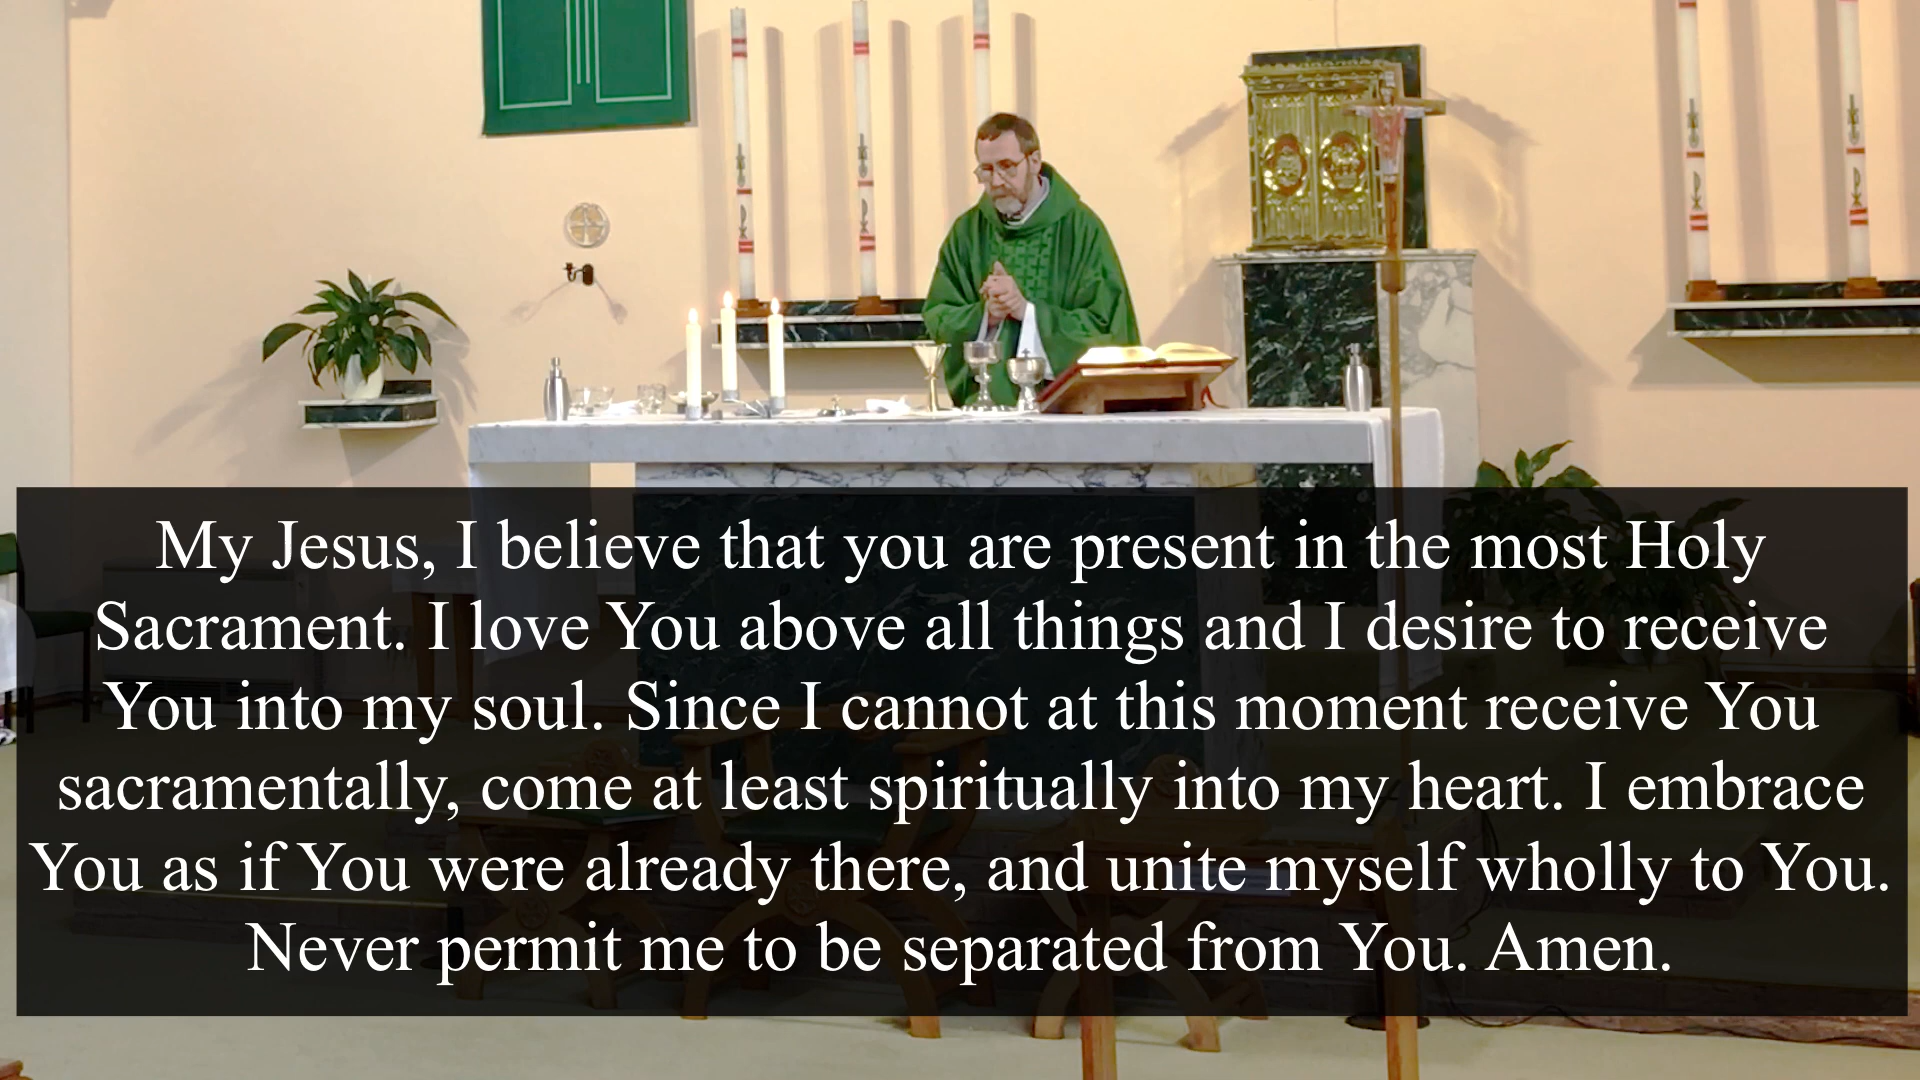 My Jesus, I believe that you are present in the most Holy
Sacrament. I love You above all things and I desire to receive
You into my soul. Since I cannot at this moment receive You
sacramentally, come at least spiritually into my heart. I embrace
You as if You were already there, and unite myself wholly to You.
Never permit me to be separated from You. Amen.